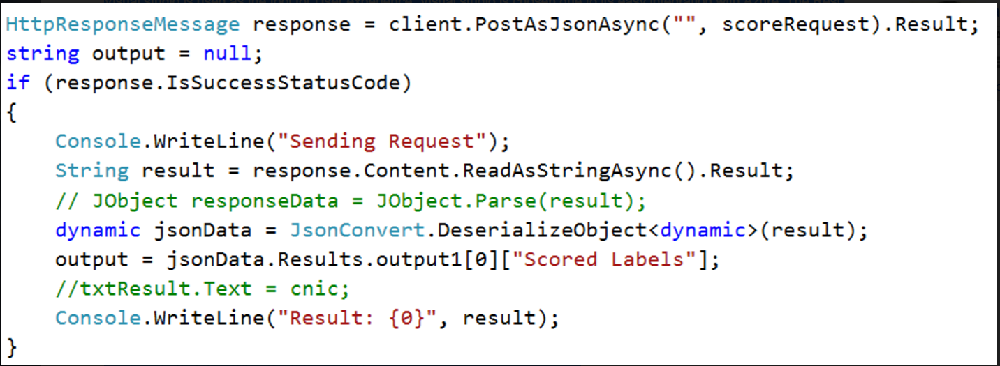 HttpResponseMessage response = client.PostAsJsonAsync("", scoreRequest).Result;
string output = null;
if (response.IsSuccessStatusCode)
{
    Console.WriteLine("Sending Request");
    String result = response.Content.ReadAsStringAsync().Result;
    // JObject responseData = JObject.Parse(result);
    dynamic jsonData = JsonConvert.DeserializeObject<dynamic>(result);
    output = jsonData.Results.output1[0]["Scored Labels"];
    //txtResult.Text = cnic;
    Console.WriteLine("Result: {0}", result);
}